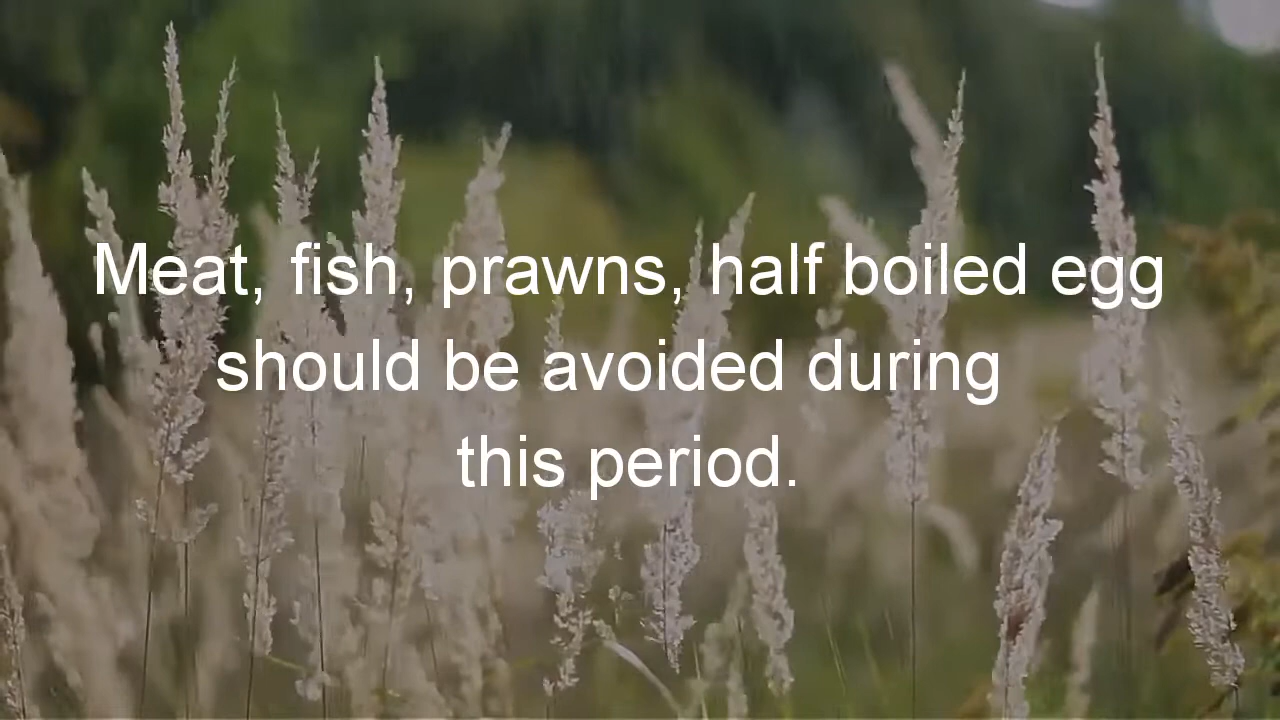 Meat, fish, prawns, half boiled egg
should be avoided during
this period.